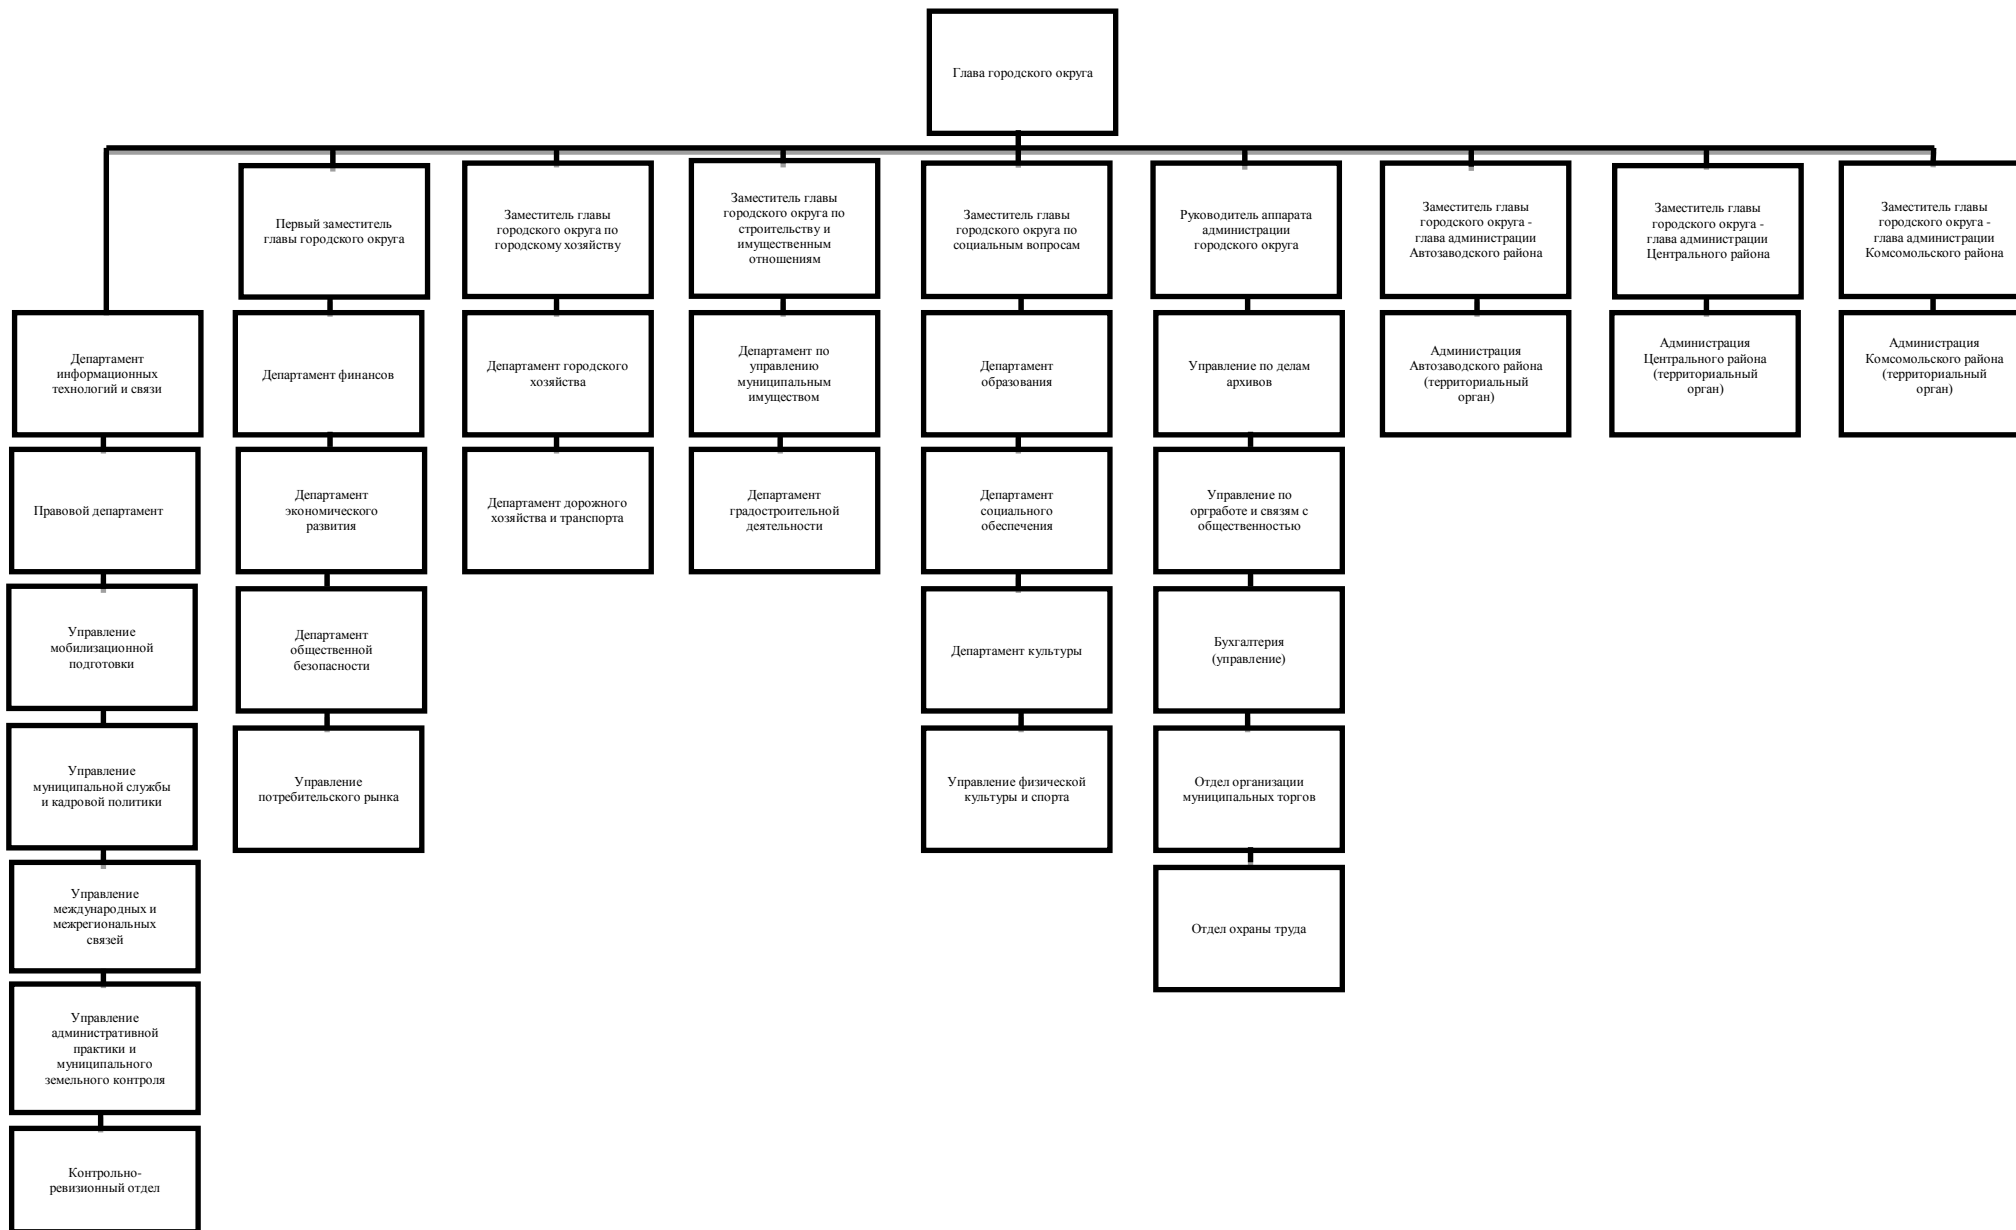 Глава городского округа
Первый заместитель
главы городского округа
Заместитель главы
городского округа по
городскому хозяйству
Заместитель главы
городского округа по
строительству и
имущественным
отношениям
Заместитель главы
городского округа по
социальным вопросам
Руководитель аппарата
администрации
городского округа
Заместитель главы
городского округа -
глава администрации
Автозаводского района
Заместитель главы
городского округа -
глава администрации
Центрального района
Заместитель главы
городского округа -
глава администрации
Комсомольского района
Департамент
информационных
технологий и связи
Департамент финансов
Департамент городского
хозяйства
Департамент по
управлению
муниципальным
имуществом
Департамент
образования
Управление по делам
архивов
Администрация
Автозаводского района
(территориальный
орган)
Администрация
Центрального района
(территориальный
орган)
Администрация
Комсомольского района
(территориальный
орган)
Правовой департамент
Департамент
экономического
развития
Департамент дорожного
хозяйства и транспорта
Департамент
градостроительной
деятельности
Департамент
социального
обеспечения
Управление по
оргработе и связям с
общественностью
Управление
мобилизационной
подготовки
Департамент
общественной
безопасности
Департамент культуры
Бухгалтерия
(управление)
Управление
муниципальной службы
и кадровой политики
Управление
потребительского рынка
Управление физической
культуры и спорта
Отдел организации
муниципальных торгов
Управление
международных и
межрегиональных
связей
Отдел охраны труда
Управление
административной
практики и
муниципального
земельного контроля
Контрольно-
ревизионный отдел